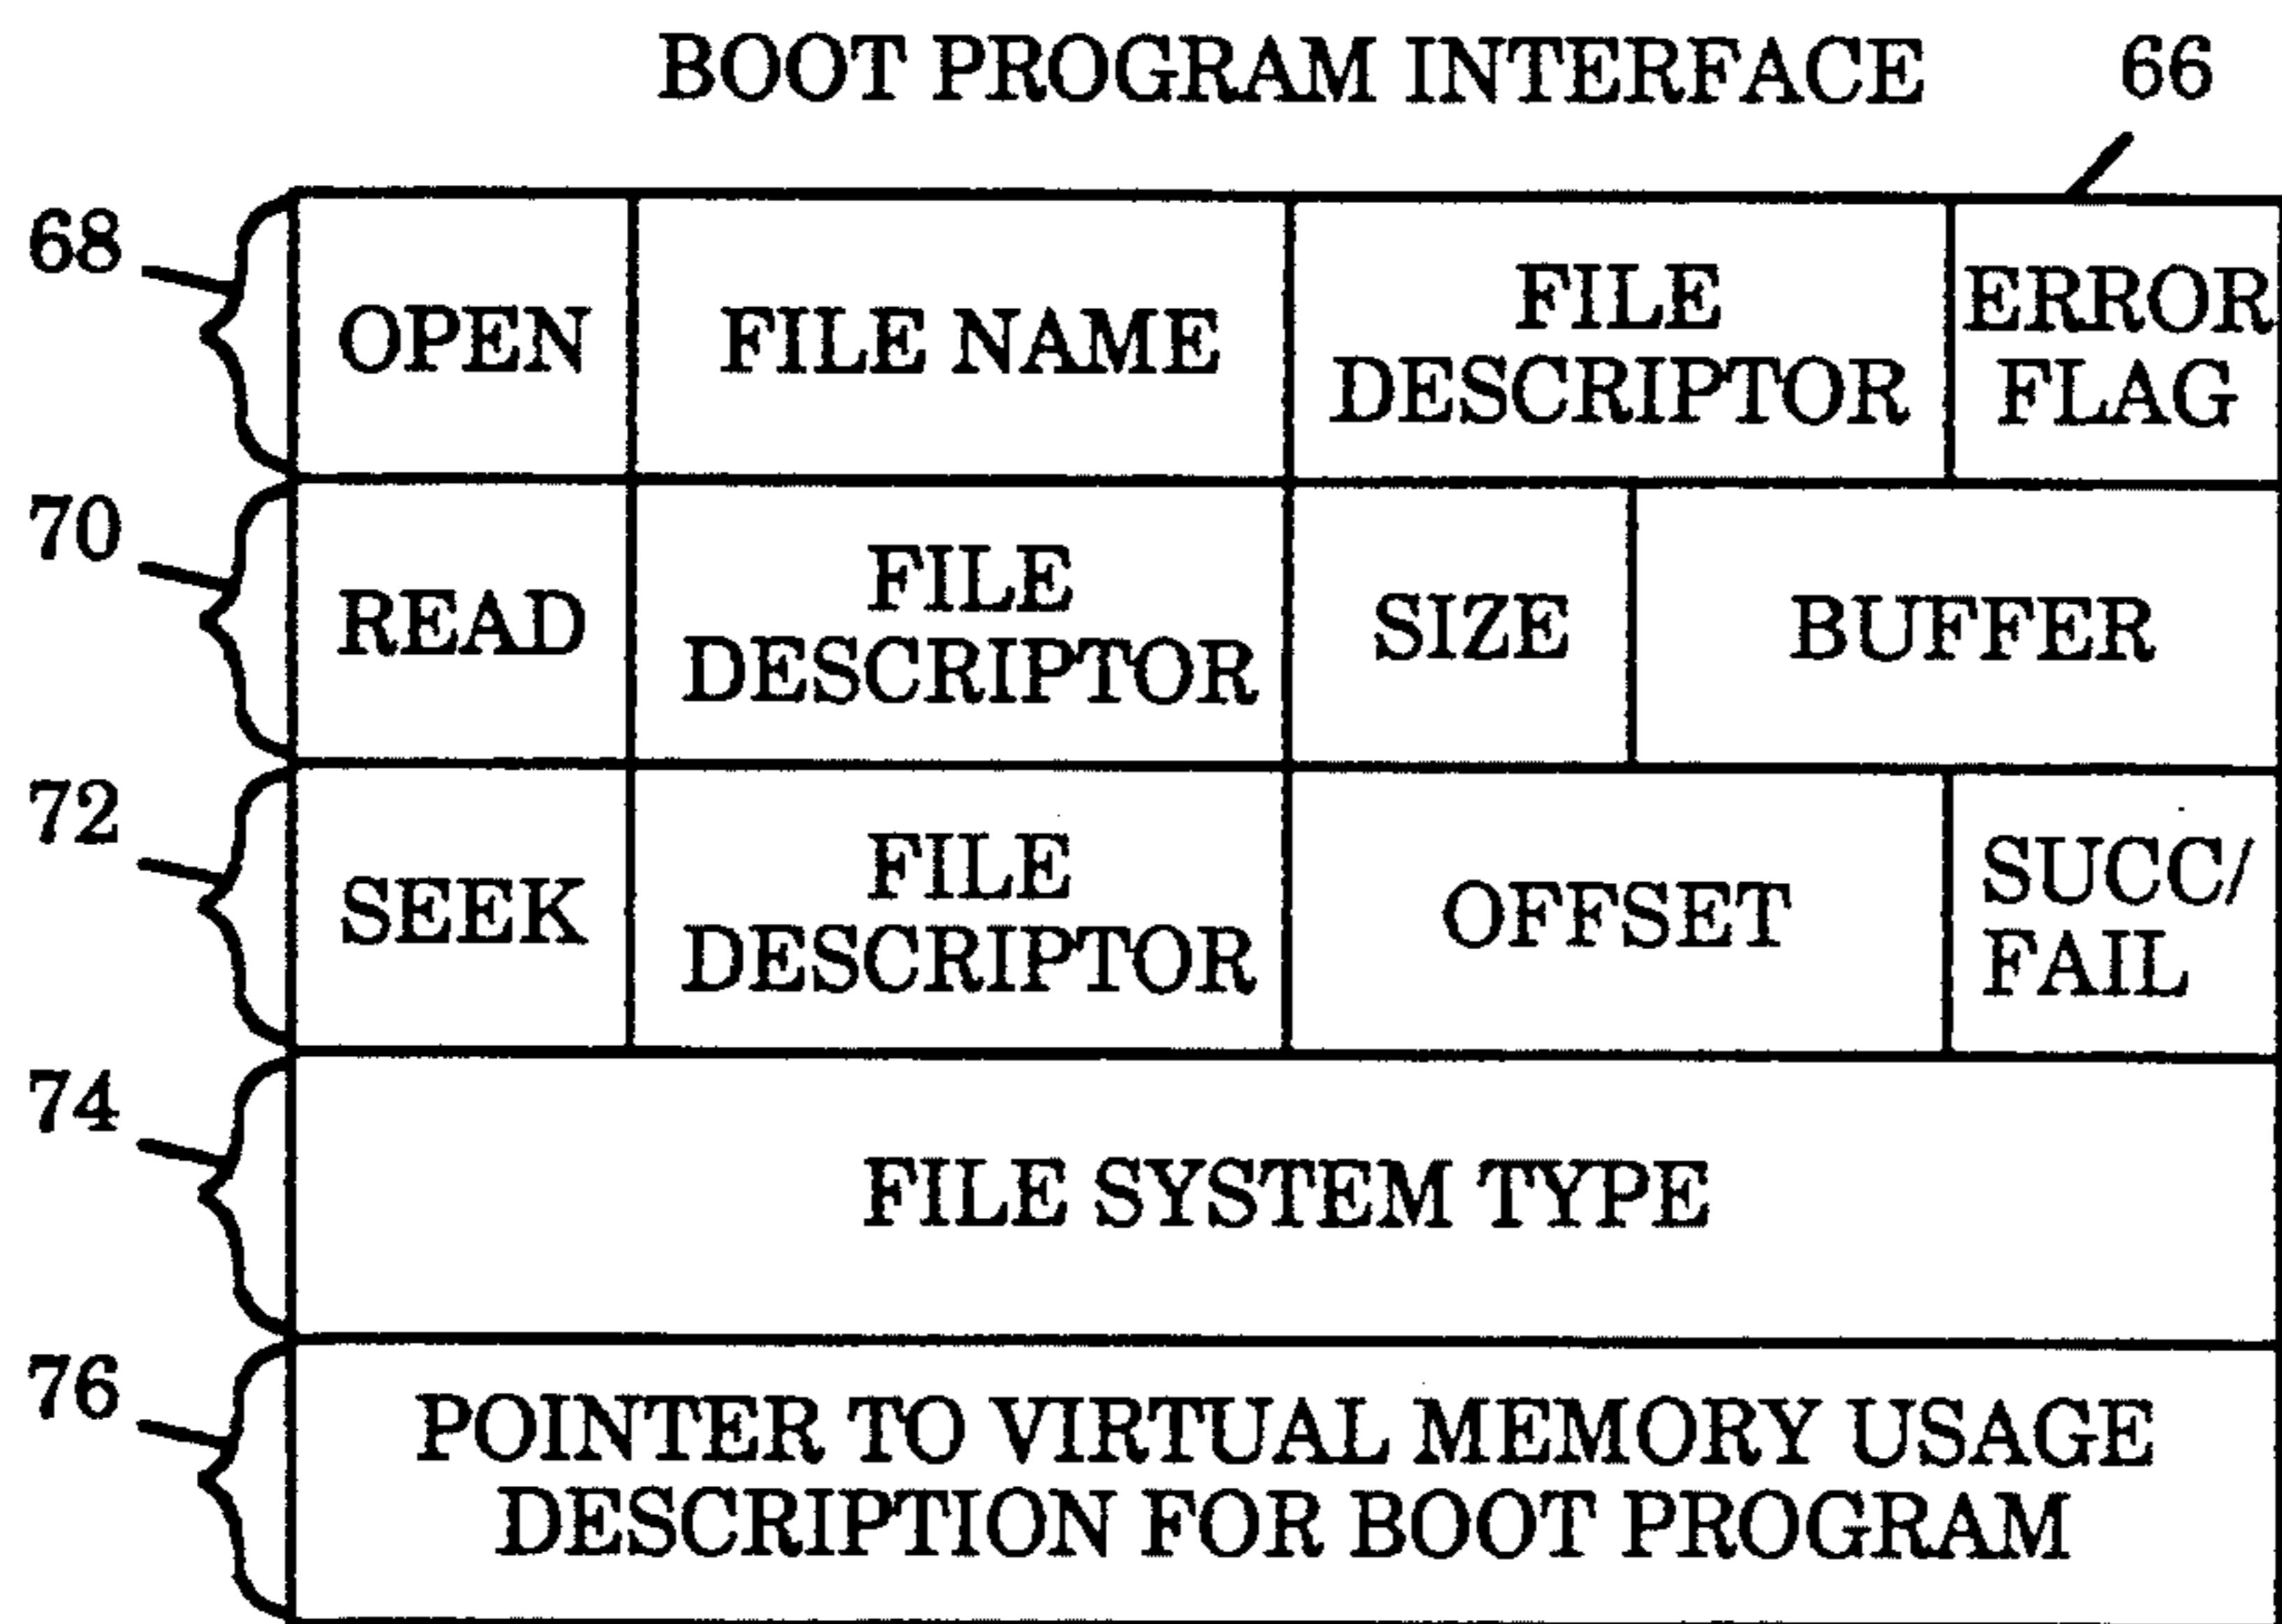 BOOT PROGRAM INTERFACE 66
68
OPEN
FILE NAME
FILE
DESCRIPTOR
ERROR
FLAG
70
READ
FILE
DESCRIPTOR
SIZE
BUFFER
72
SEEK
FILE
DESCRIPTOR
OFFSET
SUCC/
FAIL
74
FILE SYSTEM TYPE
76
POINTER TO VIRTUAL MEMORY USAGE
DESCRIPTION FOR BOOT PROGRAM